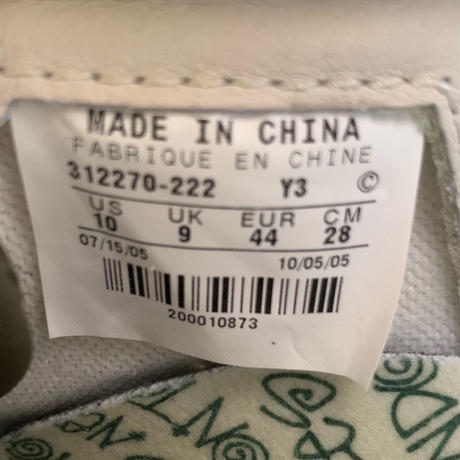 MADE IN CHINA
FABRIQUE EN CHINE
312270-222 Y3 ©
US UK EUR CM
10 9 44 28
07/15/05 10/05/05
200010873